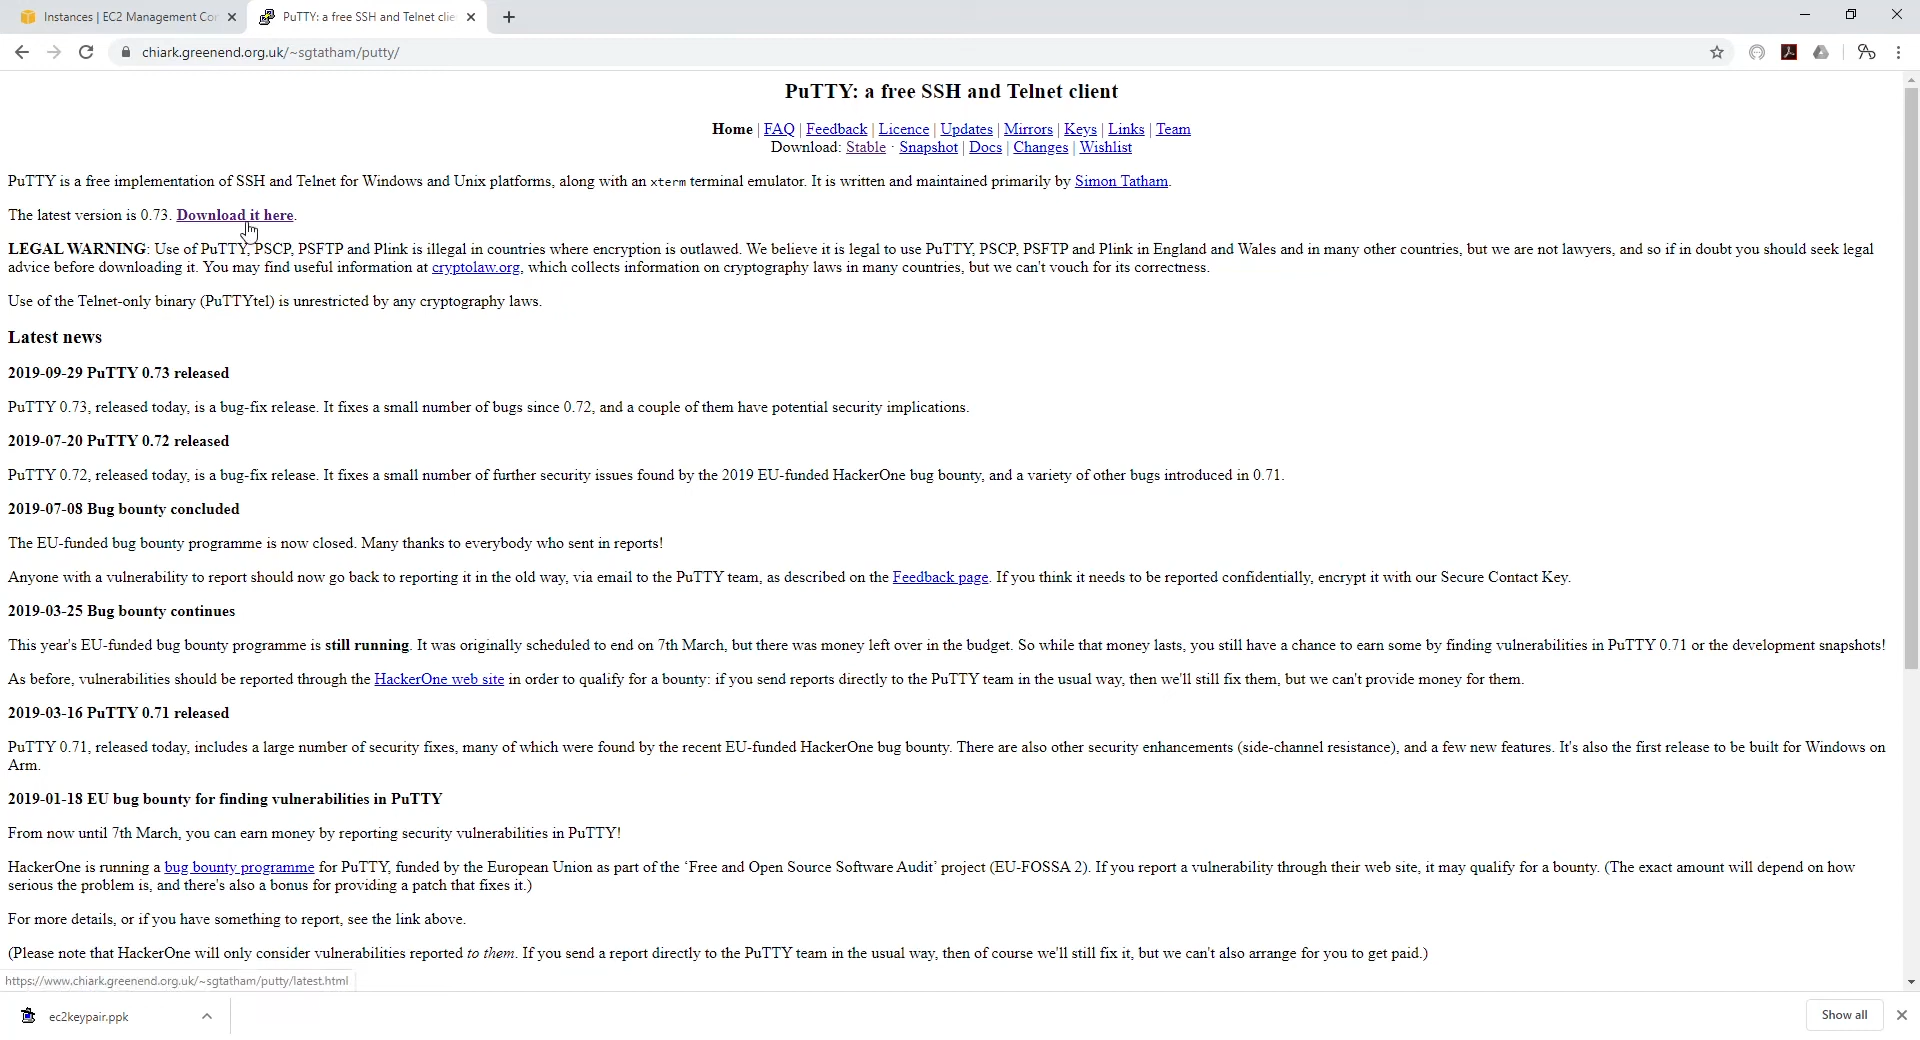 Instances | EC2 Management Cor
PuTTY: a free SSH and Telnet clie
chiark.greenend.org.uk/~sgtatham/putty/
PuTTY: a free SSH and Telnet client
Home | FAQ | Feedback | Licence | Updates | Mirrors | Keys | Links | Team
Download: Stable · Snapshot | Docs | Changes | Wishlist
PuTTY is a free implementation of SSH and Telnet for Windows and Unix platforms, along with an xterm terminal emulator. It is written and maintained primarily by Simon Tatham.
The latest version is 0.73. Download it here.
LEGAL WARNING: Use of PuTTY, PSCP, PSFTP and Plink is illegal in countries where encryption is outlawed. We believe it is legal to use PuTTY, PSCP, PSFTP and Plink in England and Wales and in many other countries, but we are not lawyers, and so if in doubt you should seek legal
advice before downloading it. You may find useful information at cryptolaw.org, which collects information on cryptography laws in many countries, but we can't vouch for its correctness.
Use of the Telnet-only binary (PuTTYtel) is unrestricted by any cryptography laws.
Latest news
2019-09-29 PuTTY 0.73 released
PuTTY 0.73, released today, is a bug-fix release. It fixes a small number of bugs since 0.72, and a couple of them have potential security implications.
2019-07-20 PuTTY 0.72 released
PuTTY 0.72, released today, is a bug-fix release. It fixes a small number of further security issues found by the 2019 EU-funded HackerOne bug bounty, and a variety of other bugs introduced in 0.71.
2019-07-08 Bug bounty concluded
The EU-funded bug bounty programme is now closed. Many thanks to everybody who sent in reports!
Anyone with a vulnerability to report should now go back to reporting it in the old way, via email to the PuTTY team, as described on the Feedback page. If you think it needs to be reported confidentially, encrypt it with our Secure Contact Key.
2019-03-25 Bug bounty continues
This year's EU-funded bug bounty programme is still running. It was originally scheduled to end on 7th March, but there was money left over in the budget. So while that money lasts, you still have a chance to earn some by finding vulnerabilities in PuTTY 0.71 or the development snapshots!
As before, vulnerabilities should be reported through the HackerOne web site in order to qualify for a bounty: if you send reports directly to the PuTTY team in the usual way, then we'll still fix them, but we can't provide money for them.
2019-03-16 PuTTY 0.71 released
PuTTY 0.71, released today, includes a large number of security fixes, many of which were found by the recent EU-funded HackerOne bug bounty. There are also other security enhancements (side-channel resistance), and a few new features. It's also the first release to be built for Windows on
Arm.
2019-01-18 EU bug bounty for finding vulnerabilities in PuTTY
From now until 7th March, you can earn money by reporting security vulnerabilities in PuTTY!
HackerOne is running a bug bounty programme for PuTTY, funded by the European Union as part of the ‘Free and Open Source Software Audit’ project (EU-FOSSA 2). If you report a vulnerability through their web site, it may qualify for a bounty. (The exact amount will depend on how
serious the problem is, and there's also a bonus for providing a patch that fixes it.)
For more details, or if you have something to report, see the link above.
(Please note that HackerOne will only consider vulnerabilities reported to them. If you send a report directly to the PuTTY team in the usual way, then of course we'll still fix it, but we can't also arrange for you to get paid.)
https://www.chiark.greenend.org.uk/~sgtatham/putty/latest.html
ec2keypair.ppk
Show all